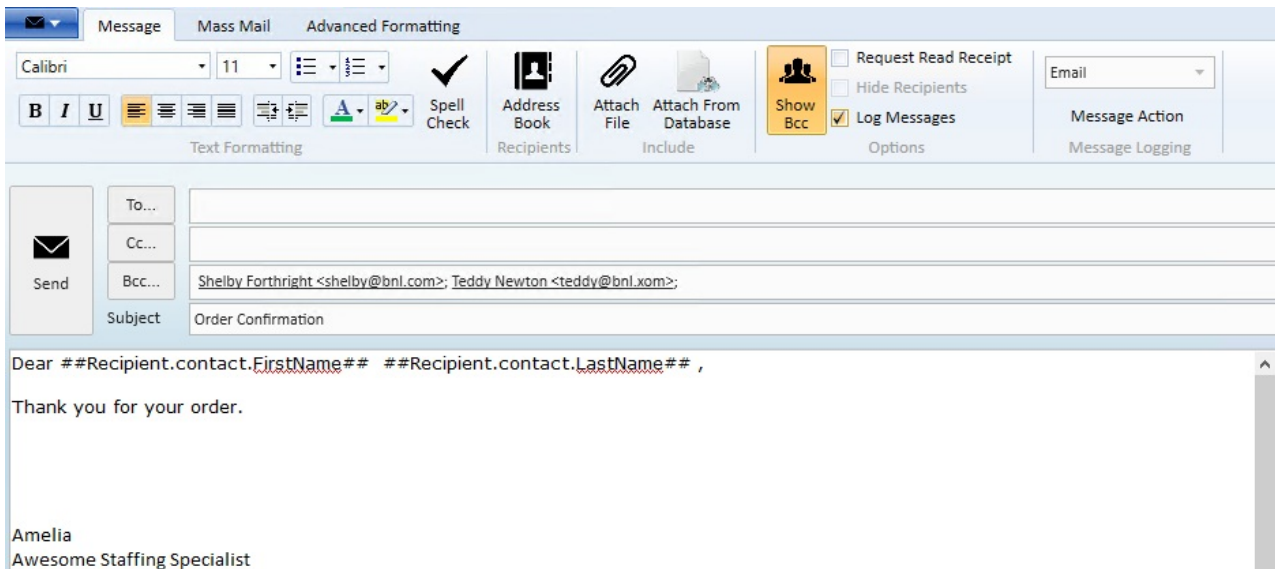 Message Mass Mail Advanced Formatting
Calibri 11
Request Read Receipt
Email
Hide Recipients
B I U A ab Spell Check Address Book Attach File Attach From Database Show Bcc Log Messages Message Action
Text Formatting Recipients Include Options Message Logging
To...
Cc...
Send Bcc... Shelby Forthright <shelby@bnl.com>; Teddy Newton <teddy@bnl.xom>;
Subject Order Confirmation
Dear ##Recipient.contact.FirstName## ##Recipient.contact.LastName## ,
Thank you for your order.
Amelia
Awesome Staffing Specialist